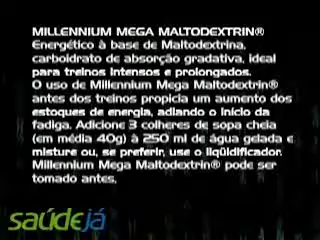 MILLENNIUM MEGA MALTODEXTRIN®
Energético à base de Maltodextrina,
carboidrato de absorção gradativa, ideal
para treinos intensos e prolongados.
O uso de Millennium Mega Maltodextrin®
antes dos treinos propicia um aumento dos
estoques de energia, adiando o início da
fadiga. Adicione 3 colheres de sopa cheia
(em média 40g) à 250 ml de água gelada e
misture ou, se preferir, use o liqüidificador.
Millennium Mega Maltodextrin® pode ser
tomado antes,
saúdejá